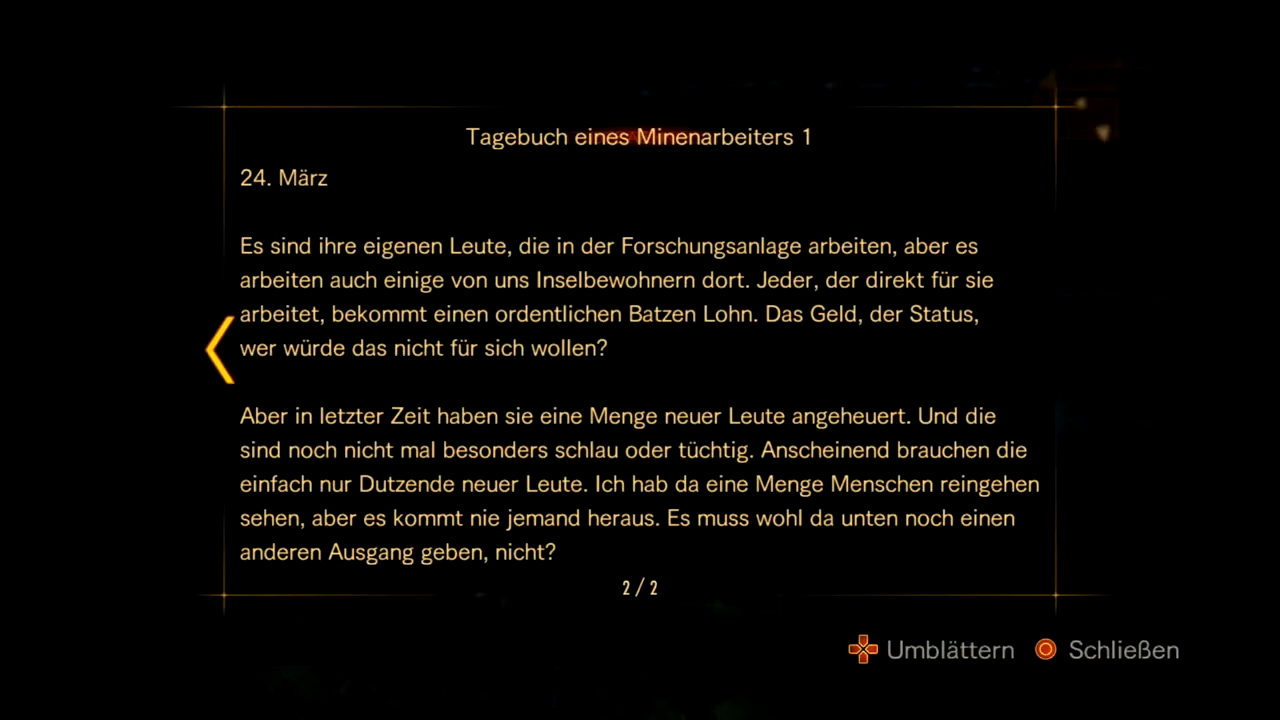 Tagebuch eines Minenarbeiters 1
24. März
Es sind ihre eigenen Leute, die in der Forschungsanlage arbeiten, aber es
arbeiten auch einige von uns Inselbewohnern dort. Jeder, der direkt für sie
arbeitet, bekommt einen ordentlichen Batzen Lohn. Das Geld, der Status,
wer würde das nicht für sich wollen?
Aber in letzter Zeit haben sie eine Menge neuer Leute angeheuert. Und die
sind noch nicht mal besonders schlau oder tüchtig. Anscheinend brauchen die
einfach nur Dutzende neuer Leute. Ich hab da eine Menge Menschen reingehen
sehen, aber es kommt nie jemand heraus. Es muss wohl da unten noch einen
anderen Ausgang geben, nicht?
2/2
Umblättern Schließen